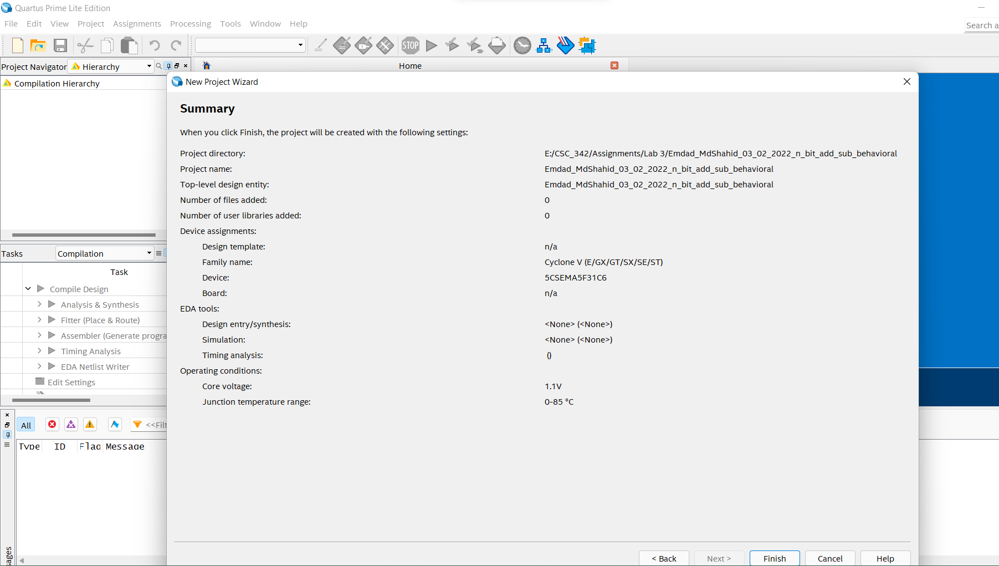 Quartus Prime Lite Edition
File Edit View Project Assignments Processing Tools Window Help
Search a
STOP
Project Navigator Hierarchy
Home
Compilation Hierarchy
New Project Wizard
Summary
When you click Finish, the project will be created with the following settings:
Project directory: E:/CSC_342/Assignments/Lab 3/Emdad_MdShahid_03_02_2022_n_bit_add_sub_behavioral
Project name: Emdad_MdShahid_03_02_2022_n_bit_add_sub_behavioral
Top-level design entity: Emdad_MdShahid_03_02_2022_n_bit_add_sub_behavioral
Number of files added: 0
Number of user libraries added: 0
Device assignments:
Design template: n/a
Family name: Cyclone V (E/GX/GT/SX/SE/ST)
Device: 5CSEMA5F31C6
Board: n/a
EDA tools:
Design entry/synthesis: <None> (<None>)
Simulation: <None> (<None>)
Timing analysis: ()
Operating conditions:
Core voltage: 1.1V
Junction temperature range: 0-85 °C
< Back Next > Finish Cancel Help
Tasks Compilation
Task
Compile Design
Analysis & Synthesis
Fitter (Place & Route)
Assembler (Generate progra
Timing Analysis
EDA Netlist Writer
Edit Settings
All <<Filt
Type ID Flag Message
sages